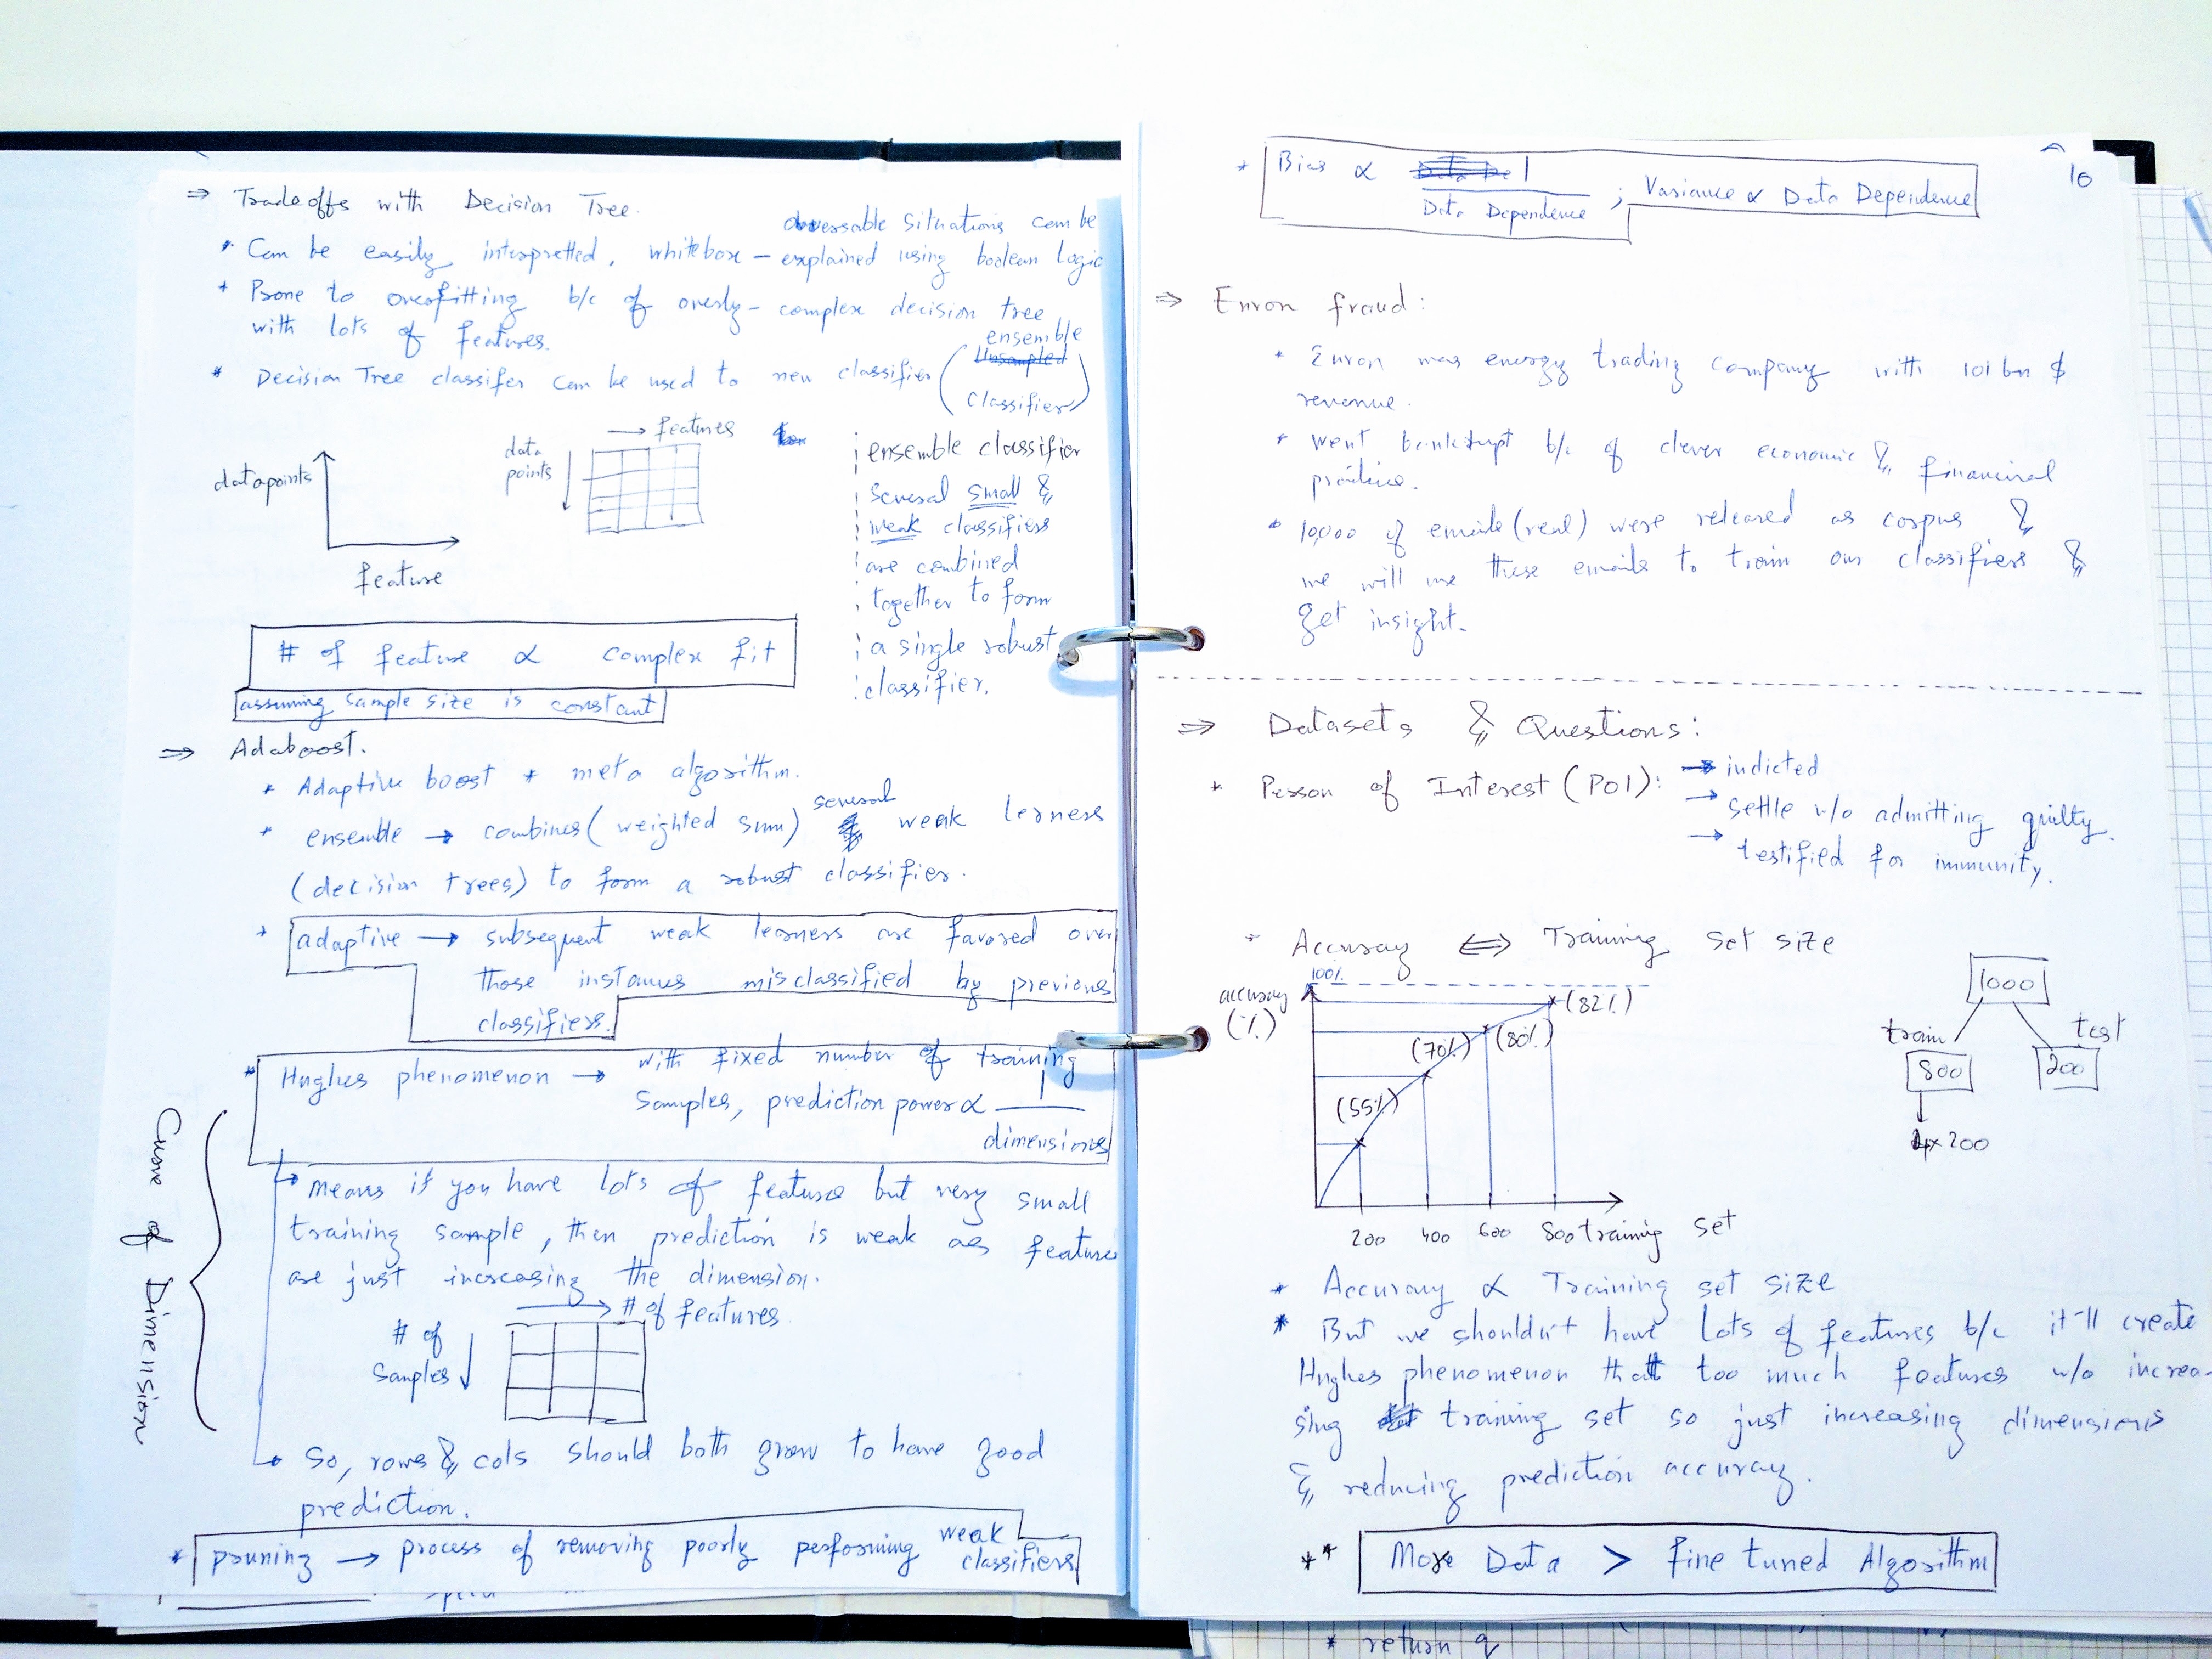 ⇒ Tradeoffs with Decision Tree.
* Can be easily interpretted, whitebox – observable situations can be explained using boolean logic
* Prone to overfitting b/c of overly-complex decision tree
with lots of features.
* Decision Tree classifer can be used to new classifier (ensemble
classifier)
datapoints
feature
→ features
data
points
ensemble classifier
several small &
weak classifiers
are combined
together to form
a single robust
classifier.
# of feature ∝ complex fit
assuming sample size is constant
⇒ Adaboost.
* Adaptive boost * meta algorithm.
* ensemble → combines (weighted sum) several weak lerners
(decision trees) to form a robust classifier.
* adaptive → subsequent weak learners are favored over
those instances misclassified by previous
classifiers.
* Hughes phenomenon → with fixed number of training
samples, prediction power ∝ 1
dimensions
Curse of Dimension
→ Means if you have lots of features but very small
training sample, then prediction is weak as features
are just increasing the dimension.
→ # of features
# of
samples ↓
→ So, rows & cols should both grow to have good
prediction.
* pruning → process of removing poorly performing weak
classifiers
10
* Bias ∝ 1
Data Dependence ; Variance ∝ Data Dependence
⇒ Enron fraud:
* Enron was energy trading company with 101 bn $
revenue.
* Went bankrupt b/c of clever economic & financial
practice.
* 10,000 of emails (real) were released as corpus &
we will use these emails to train our classifiers &
get insight.
⇒ Datasets & Questions:
* Person of Interest (POI): → indicted
→ settle w/o admitting guilty.
→ testified for immunity.
* Accuracy ⇔ Training set size
100%
accuracy
(%)
(82%)
(80%)
(70%)
(55%)
200 400 600 800 training set
1000
train test
800 200
4x200
* Accuracy ∝ Training set size
* But we shouldn't have lots of features b/c it'll create
Hughes phenomenon that too much features w/o increa-
sing training set so just increasing dimensions
& reducing prediction accuracy.
** More Data > fine tuned Algorithm
* return q